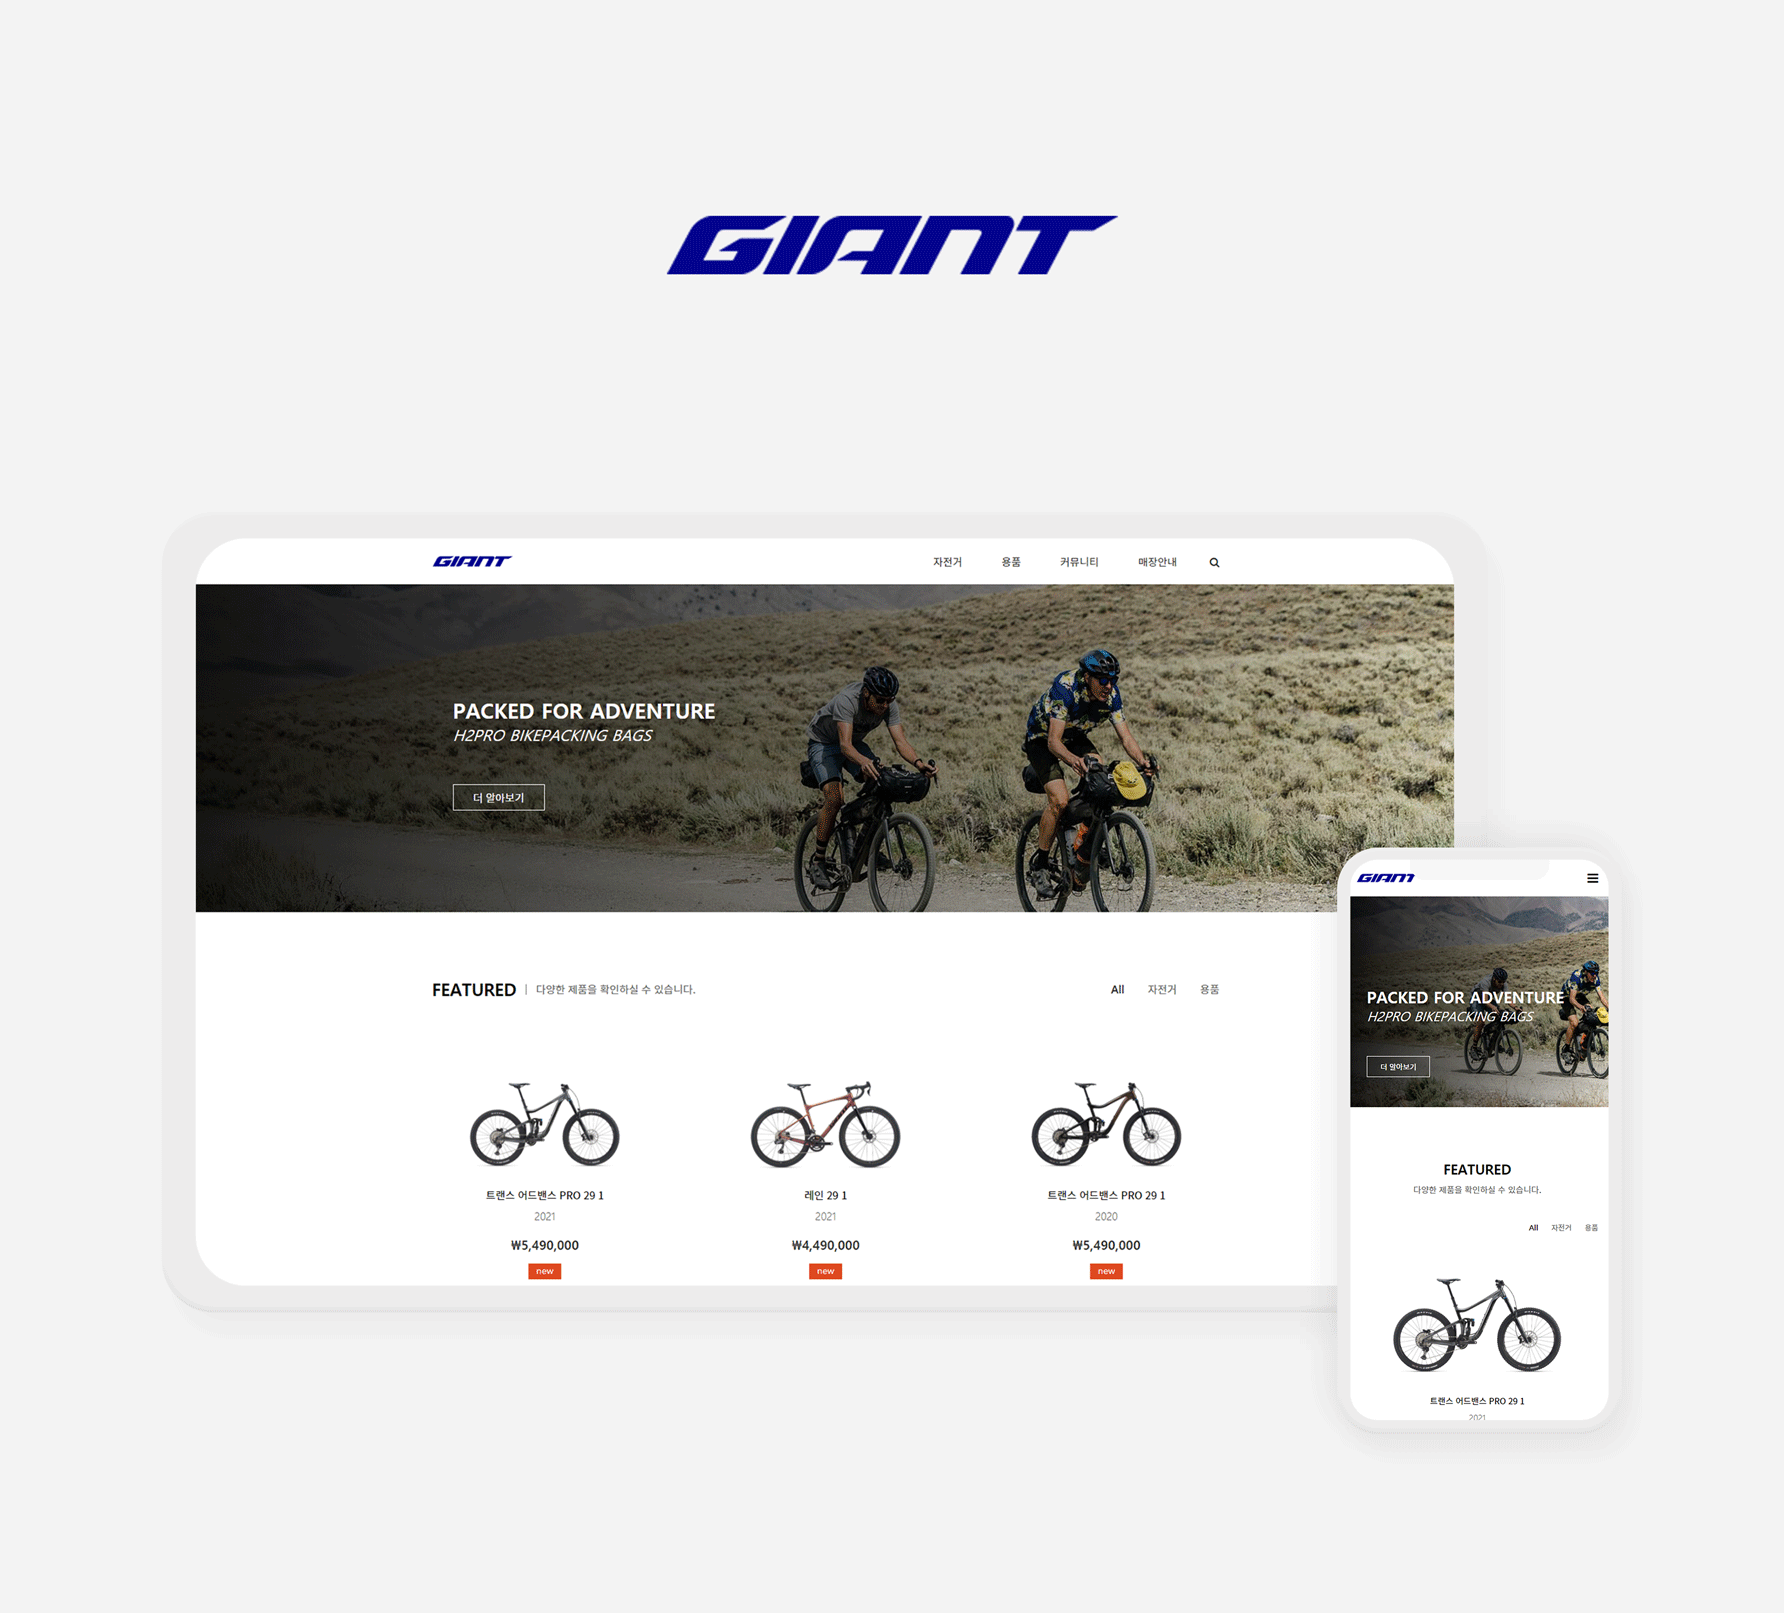 GIANT
GIANT
자전거 용품 커뮤니티 매장안내
PACKED FOR ADVENTURE
H2PRO BIKEPACKING BAGS
더 알아보기
FEATURED | 다양한 제품을 확인하실 수 있습니다.
All 자전거 용품
트랜스 어드밴스 PRO 29 1
2021
₩5,490,000
new
레인 29 1
2021
₩4,490,000
new
트랜스 어드밴스 PRO 29 1
2020
₩5,490,000
new
GIANT
PACKED FOR ADVENTURE
H2PRO BIKEPACKING BAGS
더 알아보기
FEATURED
다양한 제품을 확인하실 수 있습니다.
All 자전거 용품
트랜스 어드밴스 PRO 29 1
2021